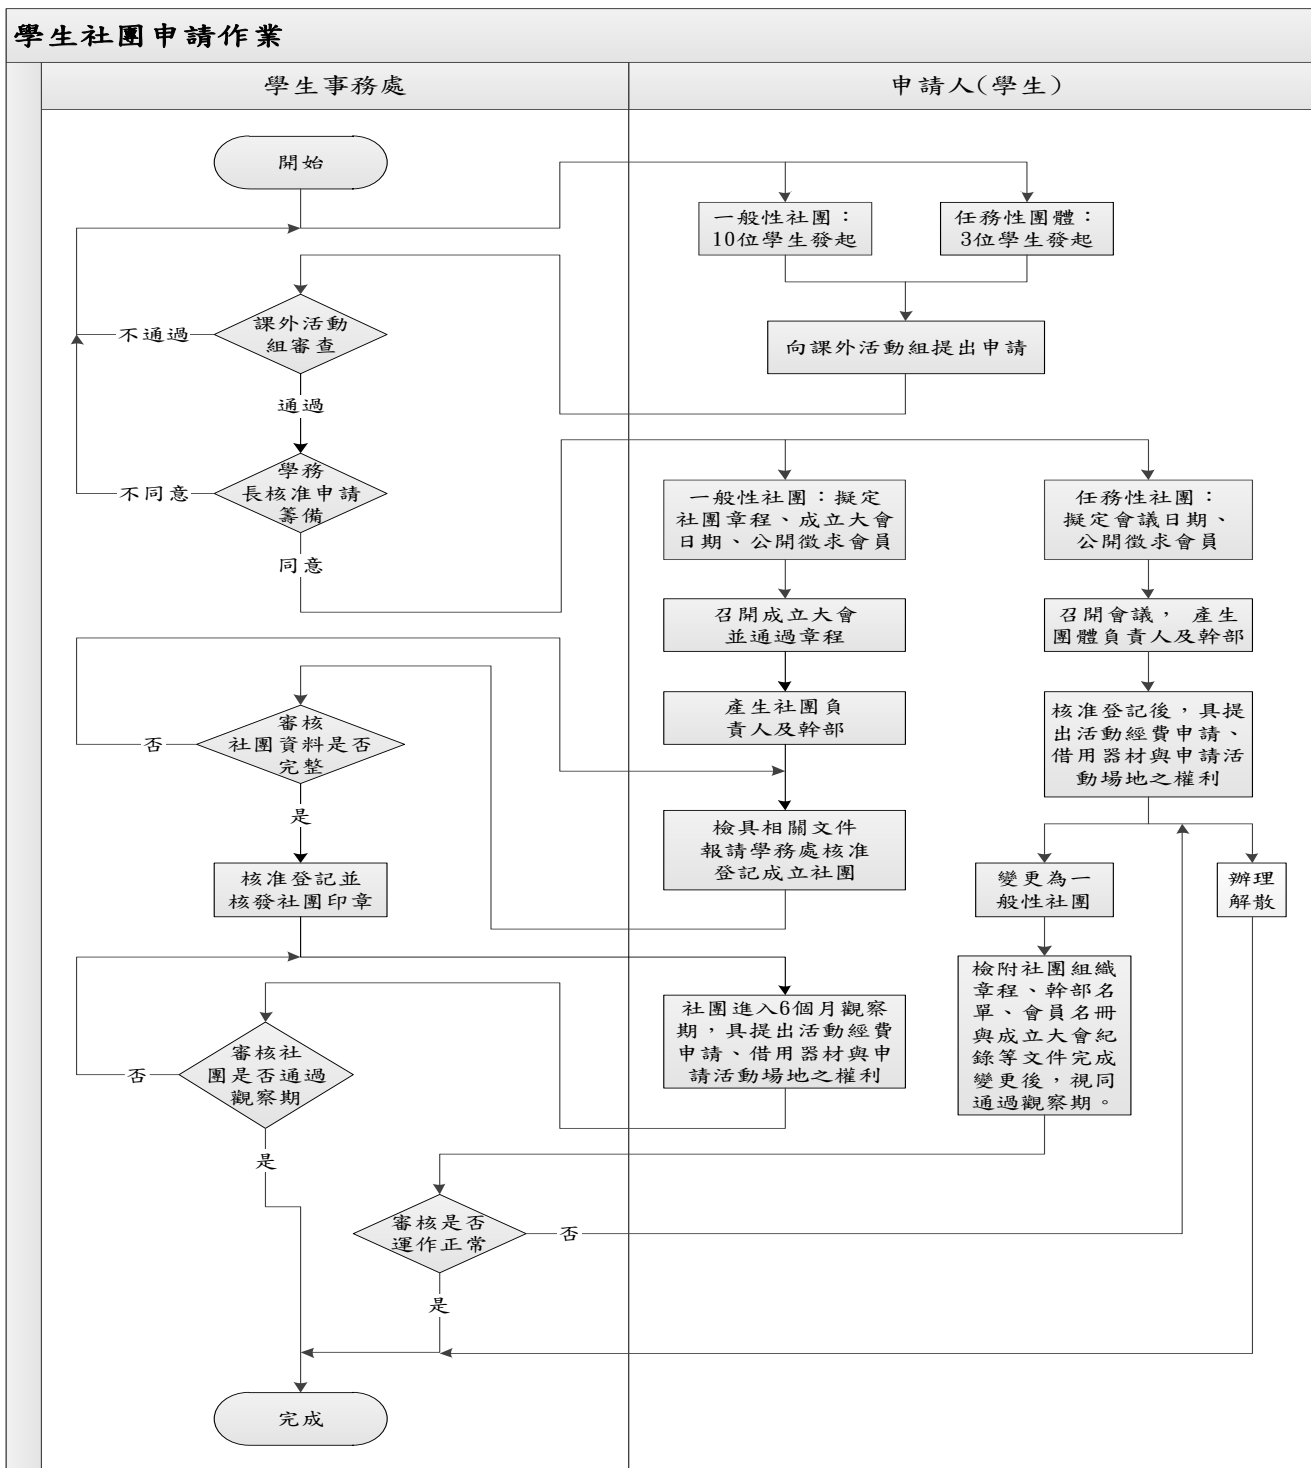 學生社團申請作業
學生事務處
申請人(學生)
開始
一般性社團：
10位學生發起
任務性團體：
3位學生發起
課外活動
組審查
不通過
向課外活動組提出申請
通過
學務
長核准申請
籌備
不同意
同意
一般性社團：擬定
社團章程、成立大會
日期、公開徵求會員
任務性社團：
擬定會議日期、
公開徵求會員
召開成立大會
並通過章程
召開會議， 產生
團體負責人及幹部
審核
社團資料是否
完整
否
產生社團負
責人及幹部
核准登記後，具提
出活動經費申請、
借用器材與申請活
動場地之權利
是
檢具相關文件
報請學務處核准
登記成立社團
核准登記並
核發社團印章
變更為一
般性社團
辦理
解散
社團進入6個月觀察
期，具提出活動經費
申請、借用器材與申
請活動場地之權利
檢附社團組織
章程、幹部名
單、會員名冊
與成立大會紀
錄等文件完成
變更後，視同
通過觀察期。
審核社
團是否通過
觀察期
否
是
審核是否
運作正常
否
是
完成